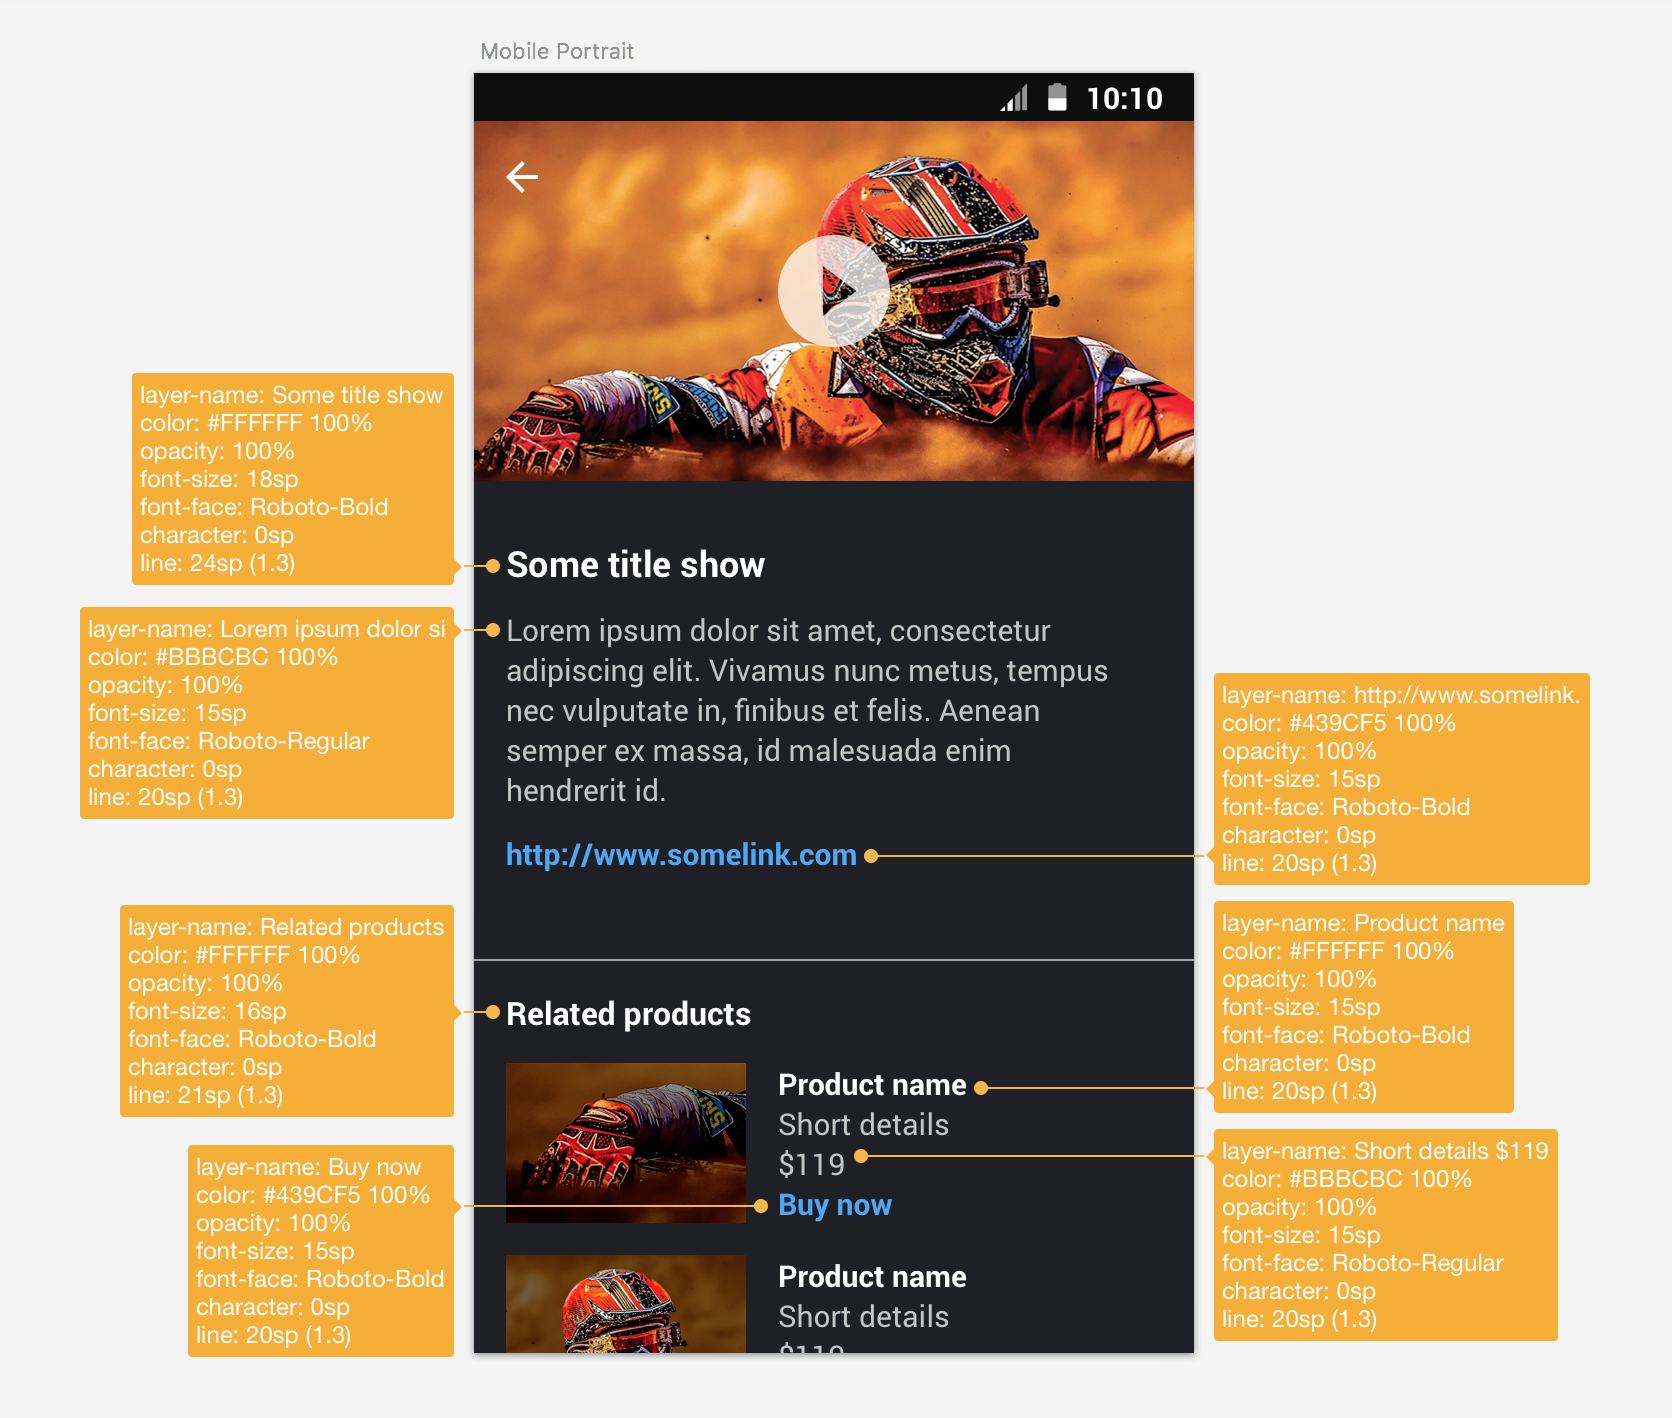 Mobile Portrait
10:10
layer-name: Some title show
color: #FFFFFF 100%
opacity: 100%
font-size: 18sp
font-face: Roboto-Bold
character: 0sp
line: 24sp (1.3)
Some title show
layer-name: Lorem ipsum dolor si
color: #BBBCBC 100%
opacity: 100%
font-size: 15sp
font-face: Roboto-Regular
character: 0sp
line: 20sp (1.3)
Lorem ipsum dolor sit amet, consectetur
adipiscing elit. Vivamus nunc metus, tempus
nec vulputate in, finibus et felis. Aenean
semper ex massa, id malesuada enim
hendrerit id.
http://www.somelink.com
layer-name: http://www.somelink.
color: #439CF5 100%
opacity: 100%
font-size: 15sp
font-face: Roboto-Bold
character: 0sp
line: 20sp (1.3)
layer-name: Related products
color: #FFFFFF 100%
opacity: 100%
font-size: 16sp
font-face: Roboto-Bold
character: 0sp
line: 21sp (1.3)
Related products
layer-name: Product name
color: #FFFFFF 100%
opacity: 100%
font-size: 15sp
font-face: Roboto-Bold
character: 0sp
line: 20sp (1.3)
Product name
Short details
$119
Buy now
layer-name: Buy now
color: #439CF5 100%
opacity: 100%
font-size: 15sp
font-face: Roboto-Bold
character: 0sp
line: 20sp (1.3)
layer-name: Short details $119
color: #BBBCBC 100%
opacity: 100%
font-size: 15sp
font-face: Roboto-Regular
character: 0sp
line: 20sp (1.3)
Product name
Short details